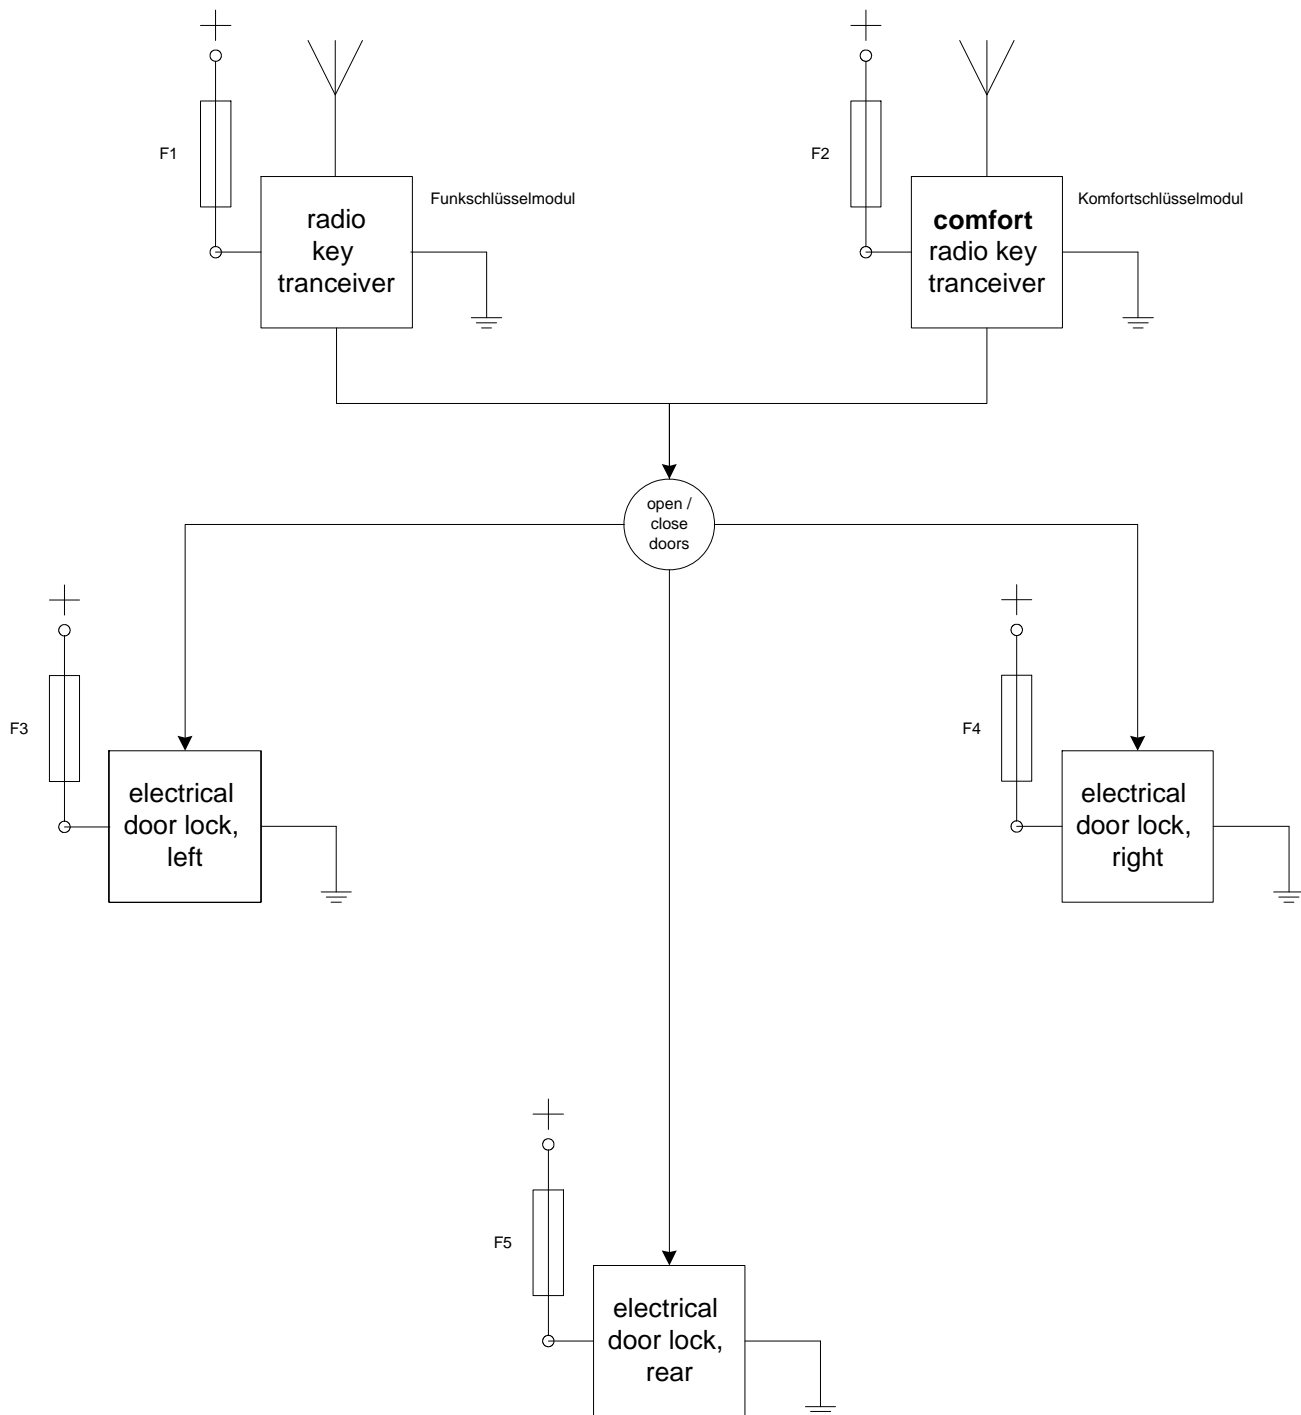 F1
radio
key
tranceiver
Funkschlüsselmodul
F2
comfort
radio key
tranceiver
Komfortschlüsselmodul
open /
close
doors
F3
electrical
door lock,
left
F4
electrical
door lock,
right
F5
electrical
door lock,
rear